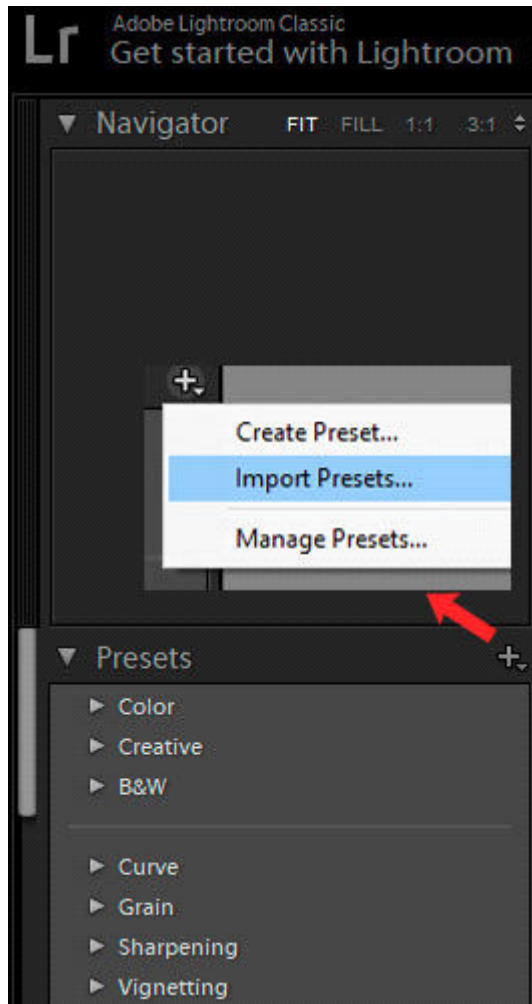 Lr
Adobe Lightroom Classic
Get started with Lightroom
Navigator FIT FILL 1:1 3:1
Create Preset...
Import Presets...
Manage Presets...
Presets
Color
Creative
B&W
Curve
Grain
Sharpening
Vignetting